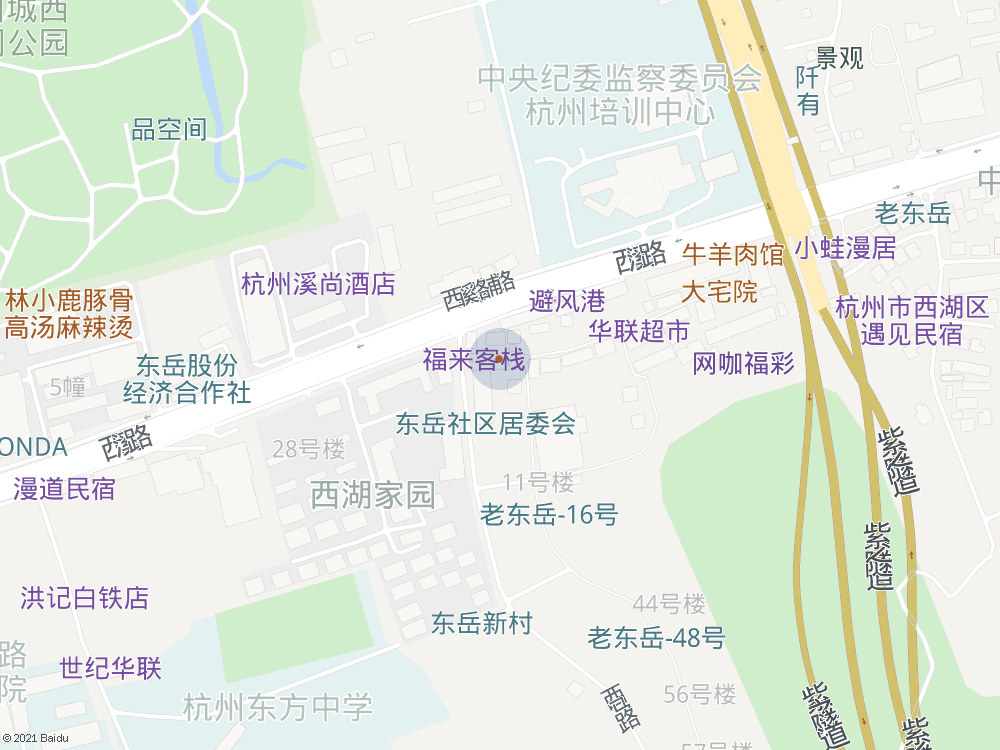 城西
公园
品空间
中央纪委监察委员会
杭州培训中心
景观
阡
有
中
老东岳
小蛙漫居
牛羊肉馆
大宅院
西溪路
避风港
华联超市
网咖福彩
杭州市西湖区
遇见民宿
杭州溪尚酒店
西溪路辅路
林小鹿豚骨
高汤麻辣烫
福来客栈
东岳股份
经济合作社
5幢
东岳社区居委会
西溪路
ONDA
28号楼
漫道民宿
西湖家园
11号楼
老东岳-16号
紫
隧道
紫
隧道
洪记白铁店
44号楼
东岳新村
老东岳-48号
路
院
世纪华联
杭州东方中学
56号楼
紫
隧道
紫
57号楼
© 2021 Baidu